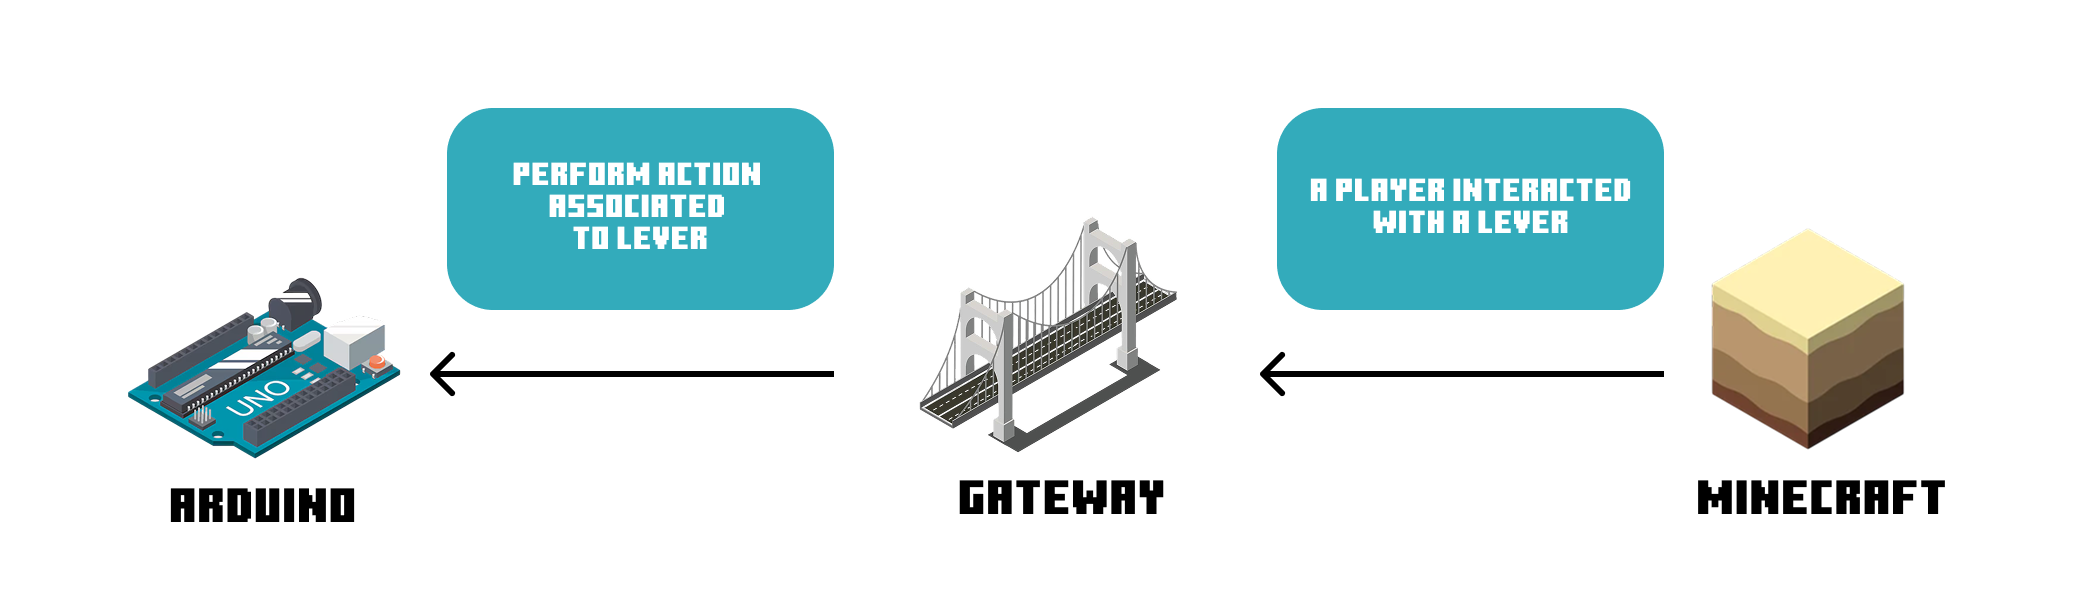 PERFORM ACTION
ASSOCIATED
TO LEVER
A PLAYER INTERACTED
WITH A LEVER
UNO
ARDUINO
GATEWAY
MINECRAFT